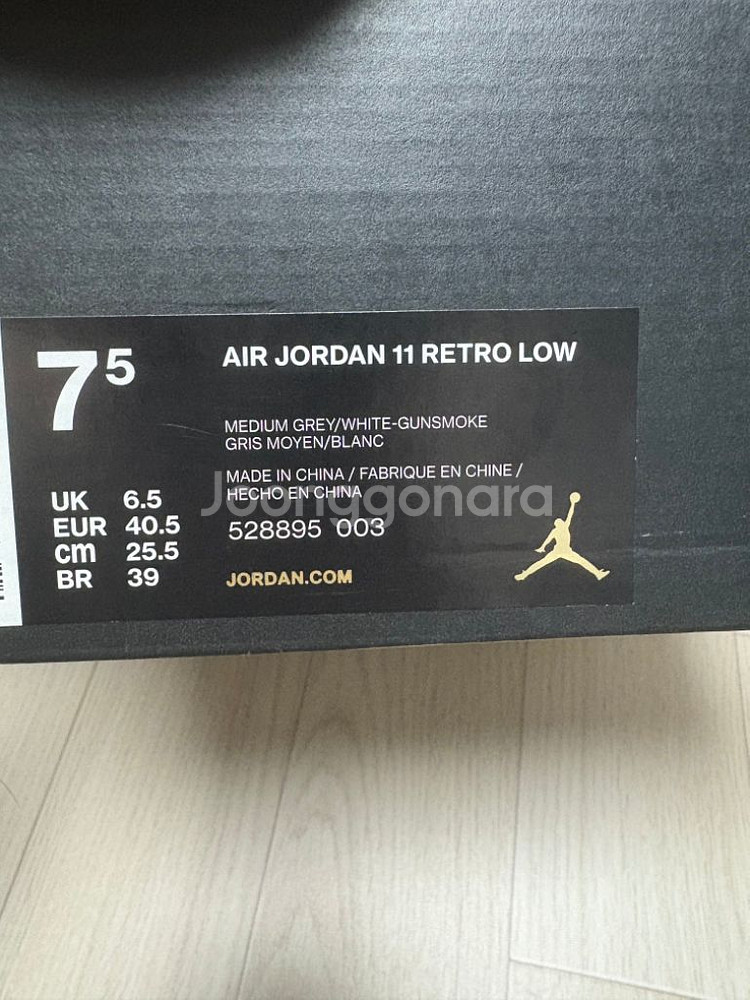 7 5
AIR JORDAN 11 RETRO LOW
MEDIUM GREY/WHITE-GUNSMOKE
GRIS MOYEN/BLANC
MADE IN CHINA / FABRIQUE EN CHINE /
HECHO EN CHINA
528895 003
UK 6.5
EUR 40.5
cm 25.5
BR 39
JORDAN.COM
Joonggonara